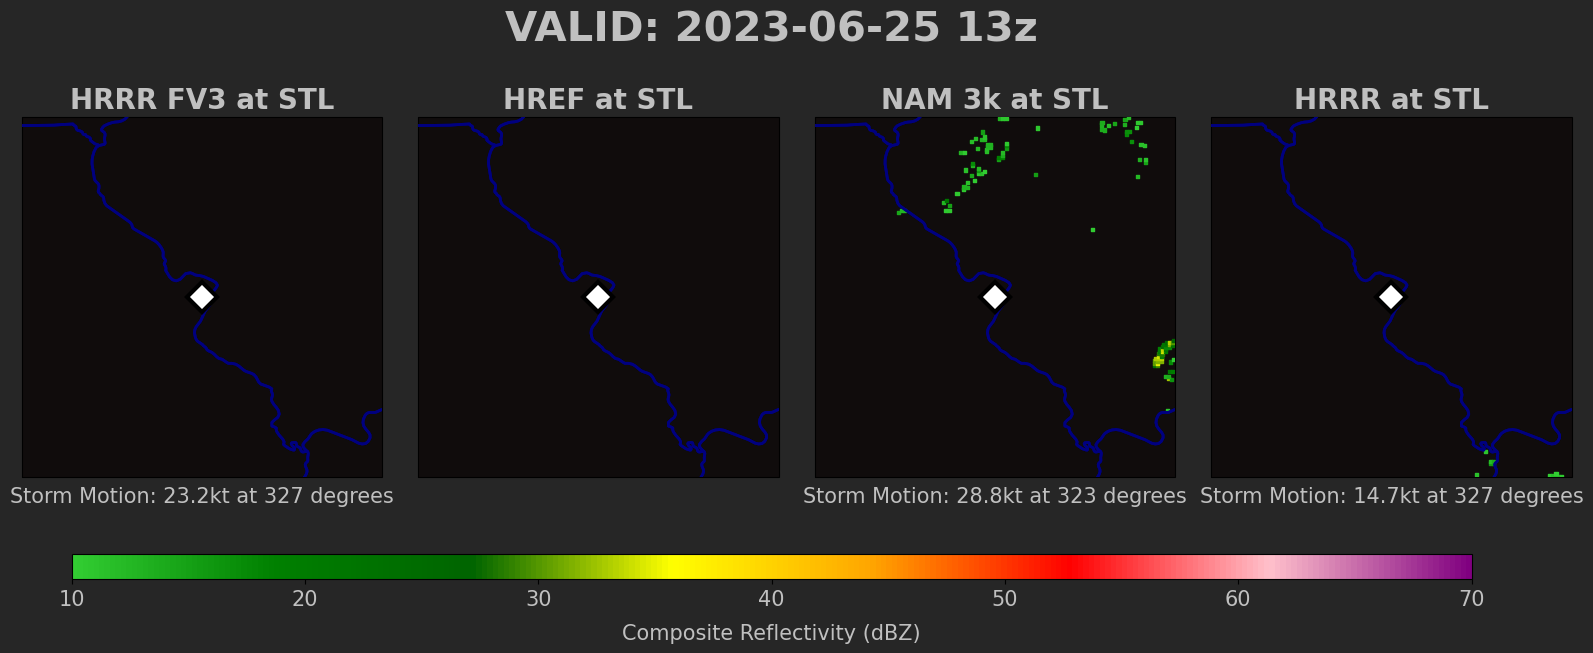 VALID: 2023-06-25 13z
HRRR FV3 at STL
HREF at STL
NAM 3k at STL
HRRR at STL
Storm Motion: 23.2kt at 327 degrees
Storm Motion: 28.8kt at 323 degrees
Storm Motion: 14.7kt at 327 degrees
10 20 30 40 50 60 70
Composite Reflectivity (dBZ)